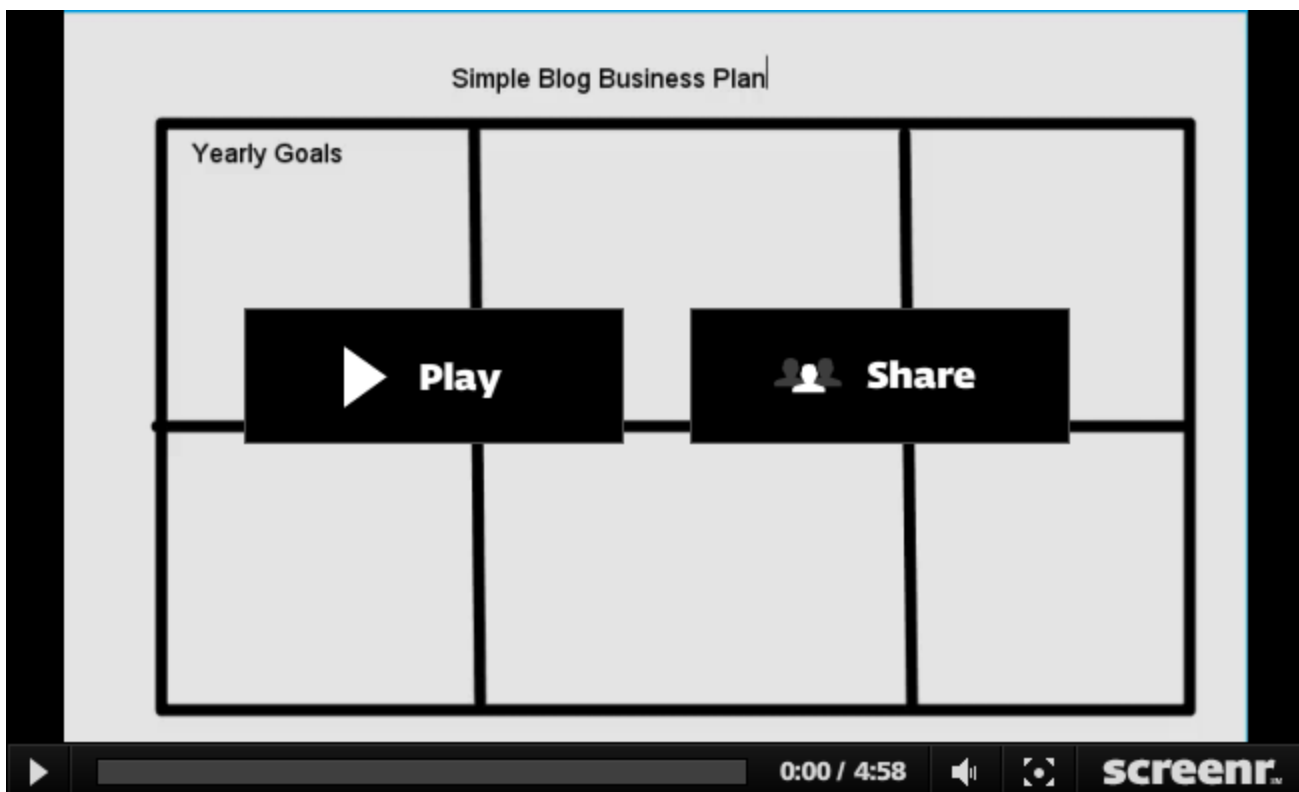 Simple Blog Business Plan
Yearly Goals
Play
Share
0:00 / 4:58
screenr